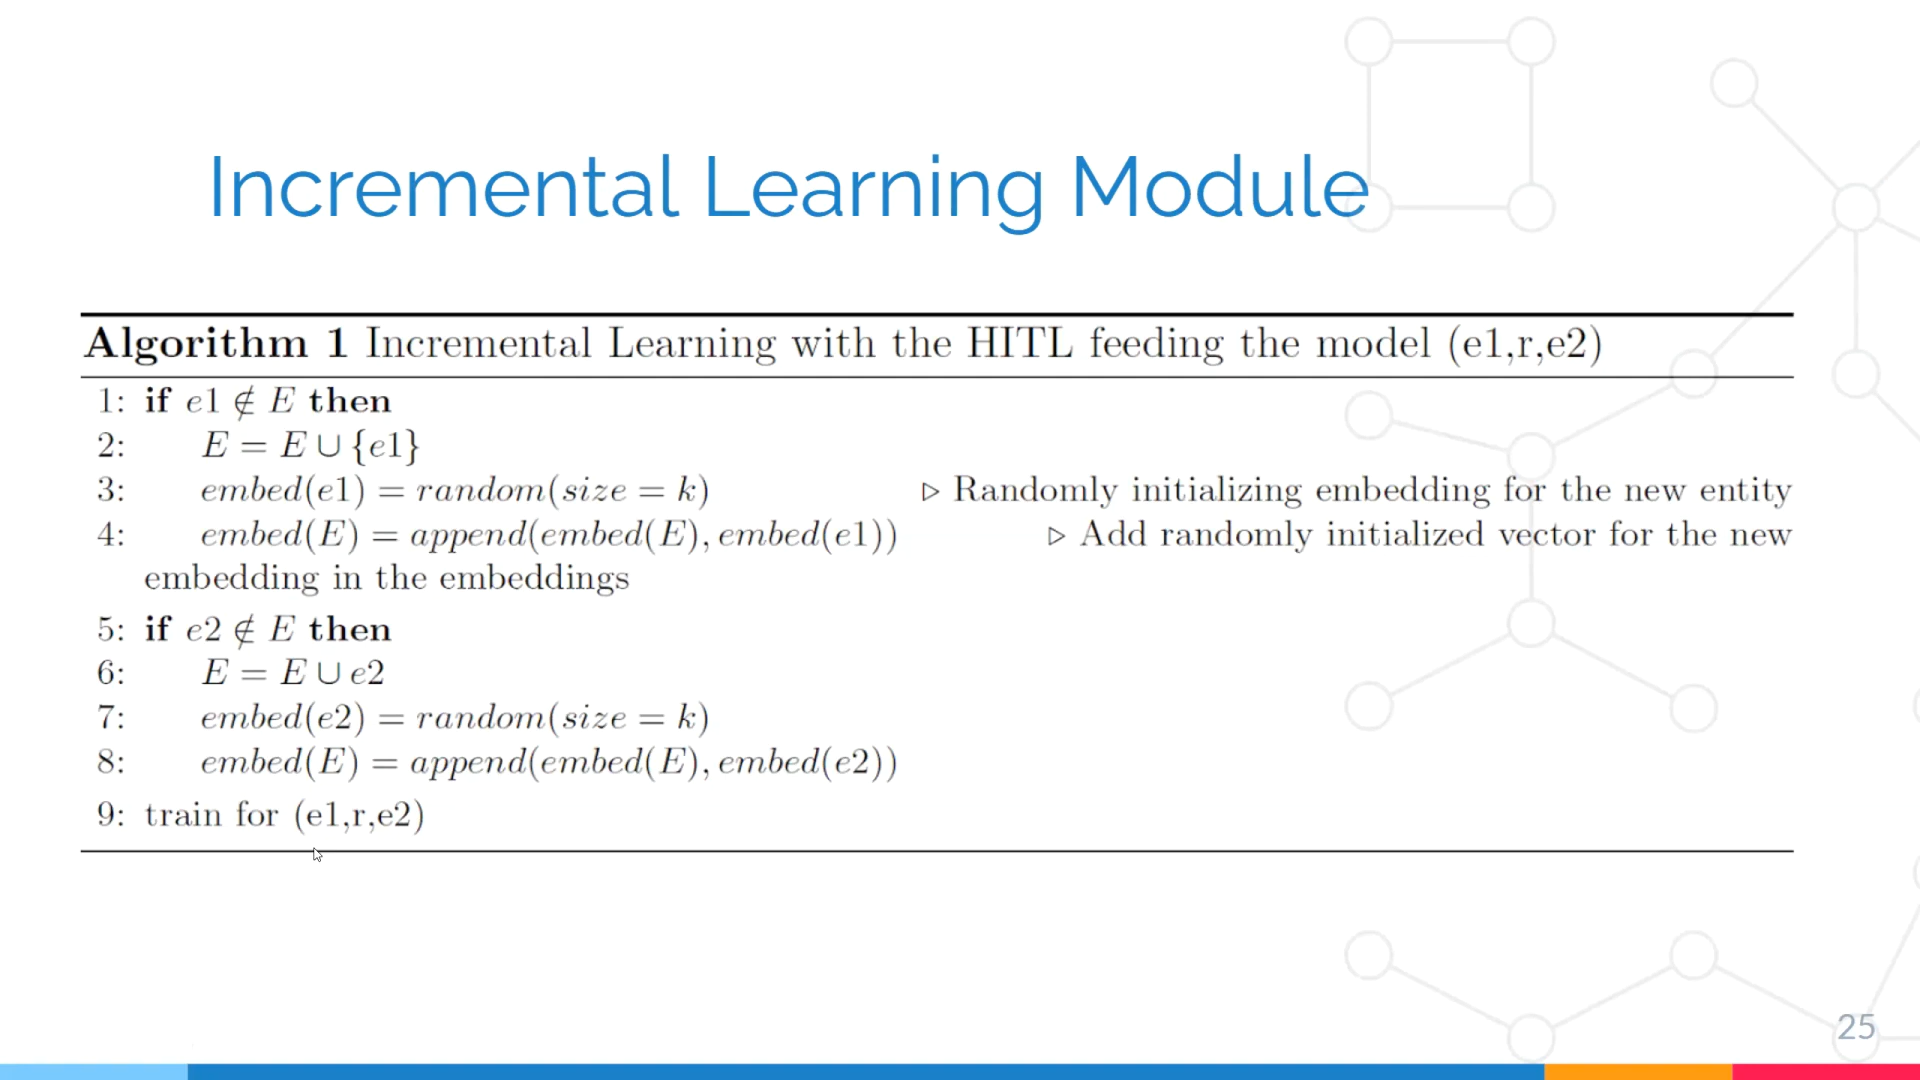 Incremental Learning Module
Algorithm 1 Incremental Learning with the HITL feeding the model (e1,r,e2)
1: if e1 ∉ E then
2: E = E ∪ {e1}
3: embed(e1) = random(size = k) ▷ Randomly initializing embedding for the new entity
4: embed(E) = append(embed(E), embed(e1)) ▷ Add randomly initialized vector for the new
embedding in the embeddings
5: if e2 ∉ E then
6: E = E ∪ e2
7: embed(e2) = random(size = k)
8: embed(E) = append(embed(E), embed(e2))
9: train for (e1,r,e2)
25